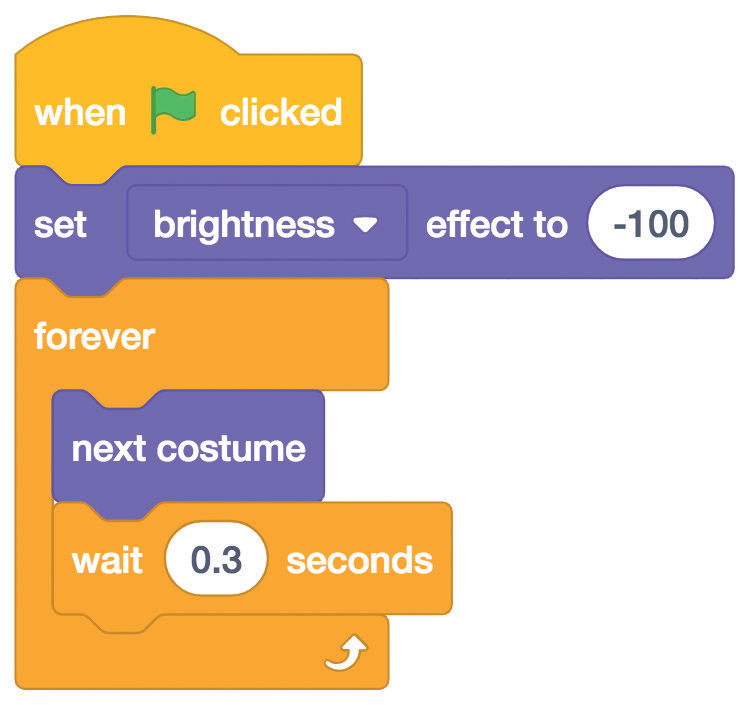 when clicked
set brightness effect to -100
forever
next costume
wait 0.3 seconds